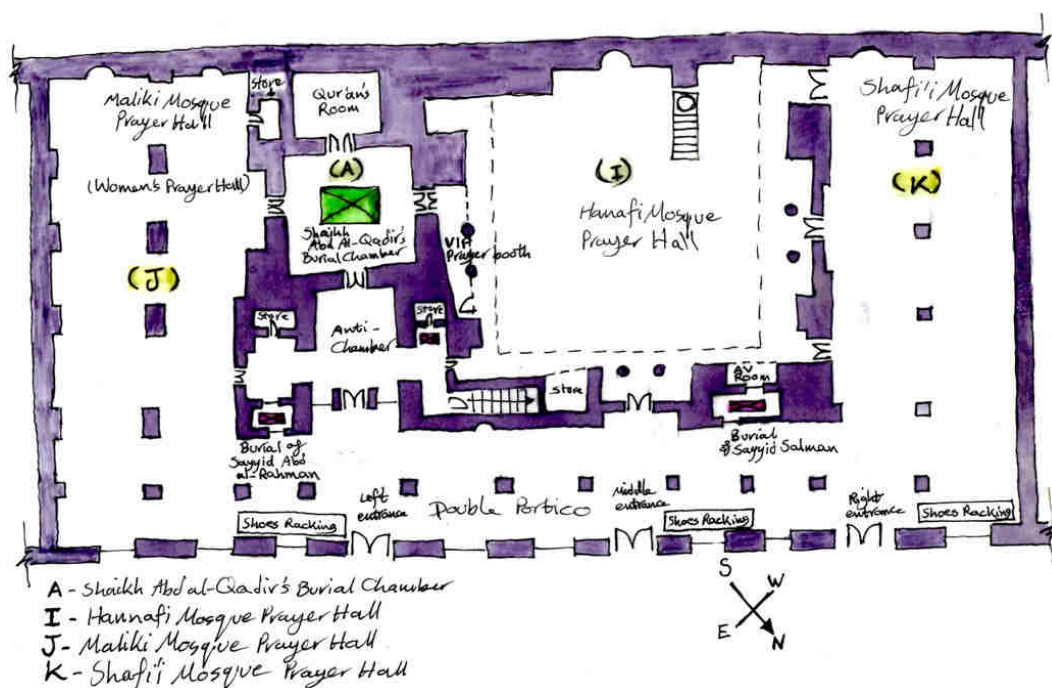 Maliki Mosque
Prayer Hall
(Women's Prayer Hall)
(J)
Store
Qur'an's
Room
(A)
Shaikh
Abd Al-Qadir's
Burial Chamber
VIP
Prayer booth
(I)
Hanafi Mosque
Prayer Hall
Shafi'i Mosque
Prayer Hall
(K)
Store
Anti-
Chamber
Store
Store
AV
Room
Burial of
Sayyid Abd
al-Rahman
Burial
of Sayyid Salman
Left
entrance
Double Portico
Middle
entrance
Right
entrance
Shoes Racking
Shoes Racking
Shoes Racking
A - Shaikh Abd al-Qadir's Burial Chamber
I - Hannafi Mosque Prayer Hall
J - Maliki Mosque Prayer Hall
K - Shafi'i Mosque Prayer Hall
S
W
E
N